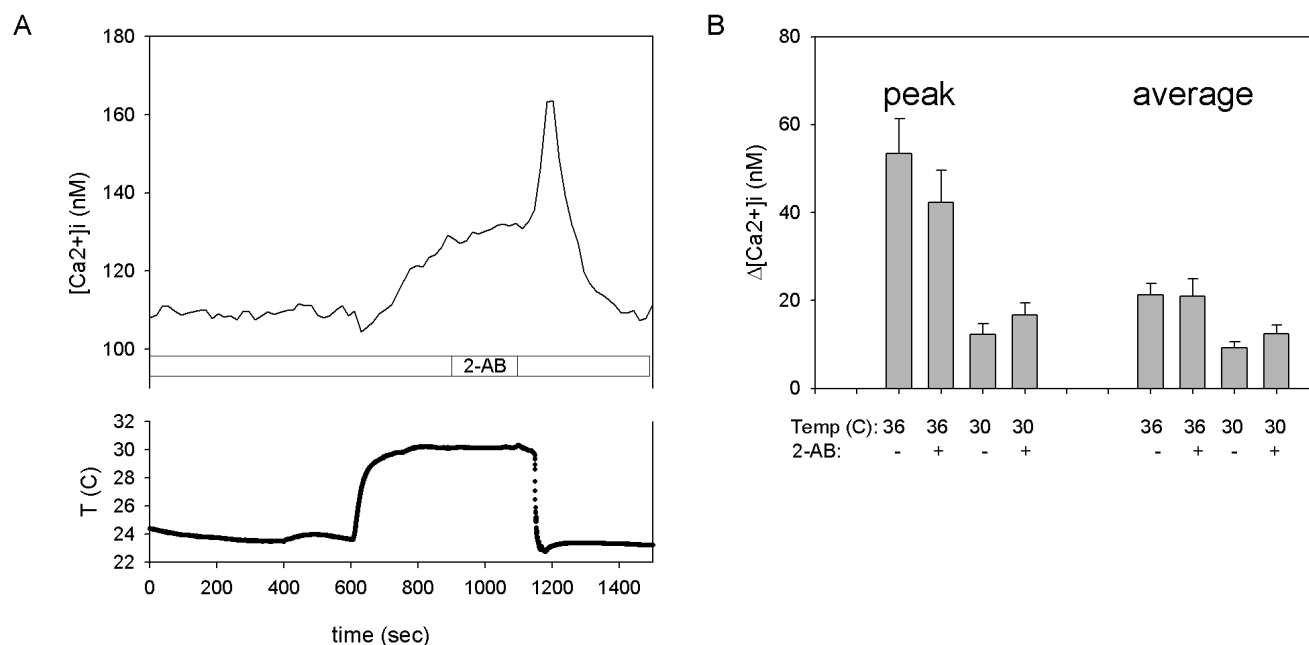 A
180
160
140
120
100
[Ca2+]i (nM)
2-AB
32
30
28
26
24
22
T (C)
0 200 400 600 800 1000 1200 1400
time (sec)
B
80
60
40
20
0
Δ[Ca2+]i (nM)
peak average
Temp (C): 36 36 30 30 36 36 30 30
2-AB: - + - + - + - +